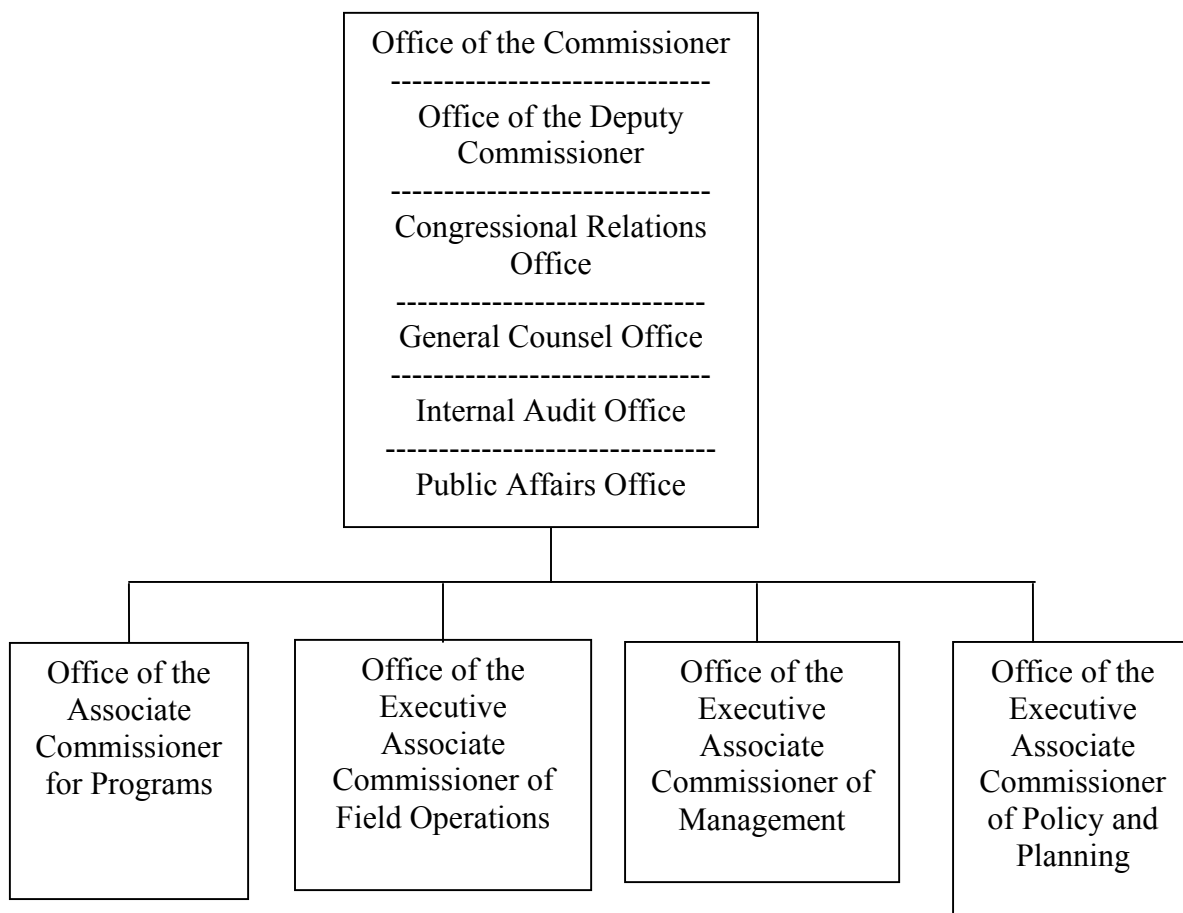 Office of the Commissioner
------------------------------
Office of the Deputy
Commissioner
------------------------------
Congressional Relations
Office
-----------------------------
General Counsel Office
------------------------------
Internal Audit Office
-------------------------------
Public Affairs Office
Office of the
Associate
Commissioner
for Programs
Office of the
Executive
Associate
Commissioner of
Field Operations
Office of the
Executive
Associate
Commissioner of
Management
Office of the
Executive
Associate
Commissioner
of Policy and
Planning